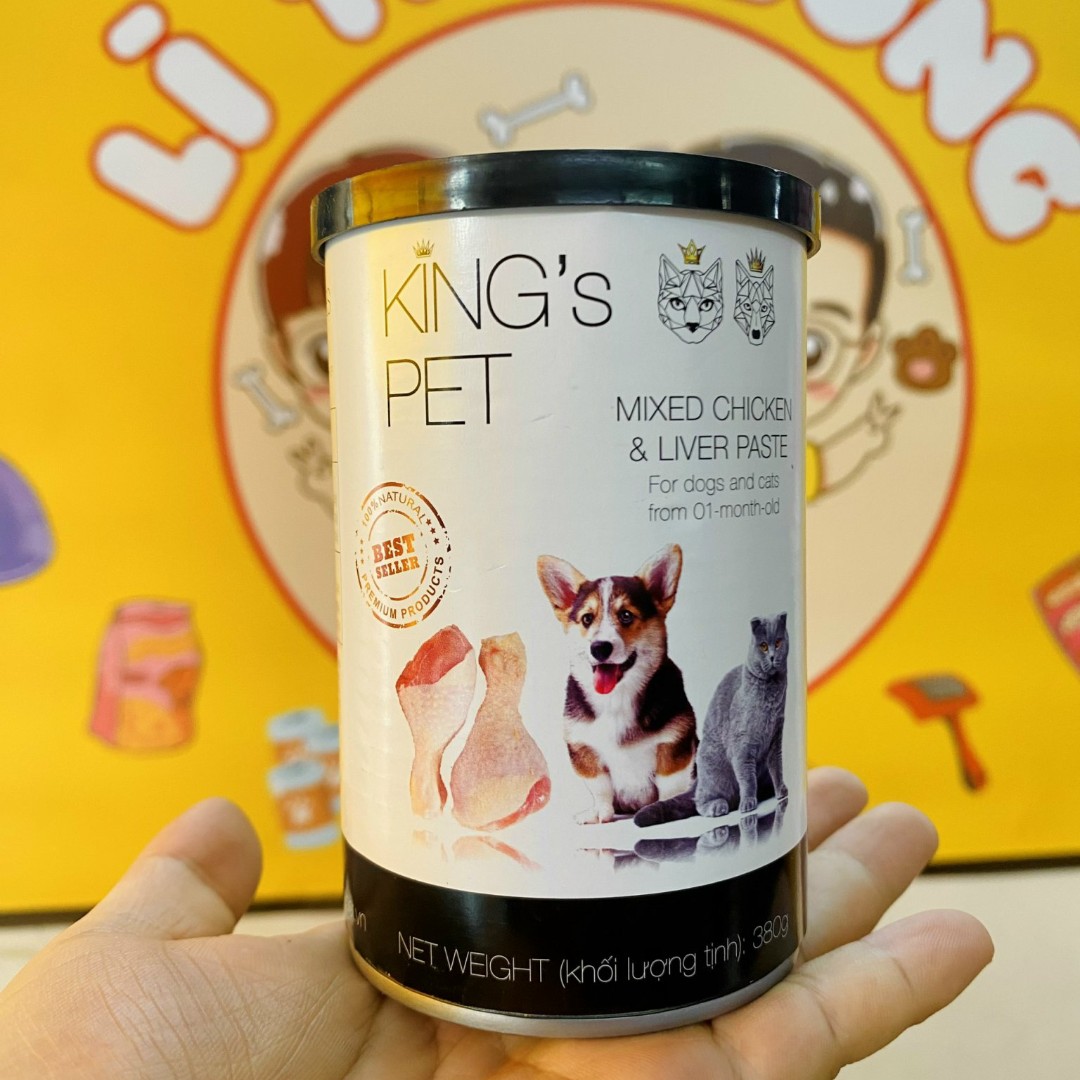 KING's
PET
MIXED CHICKEN
& LIVER PASTE
For dogs and cats
from 01-month-old
100% NATURAL
BEST
SELLER
PREMIUM PRODUCTS
NET WEIGHT (khối lượng tịnh): 380g